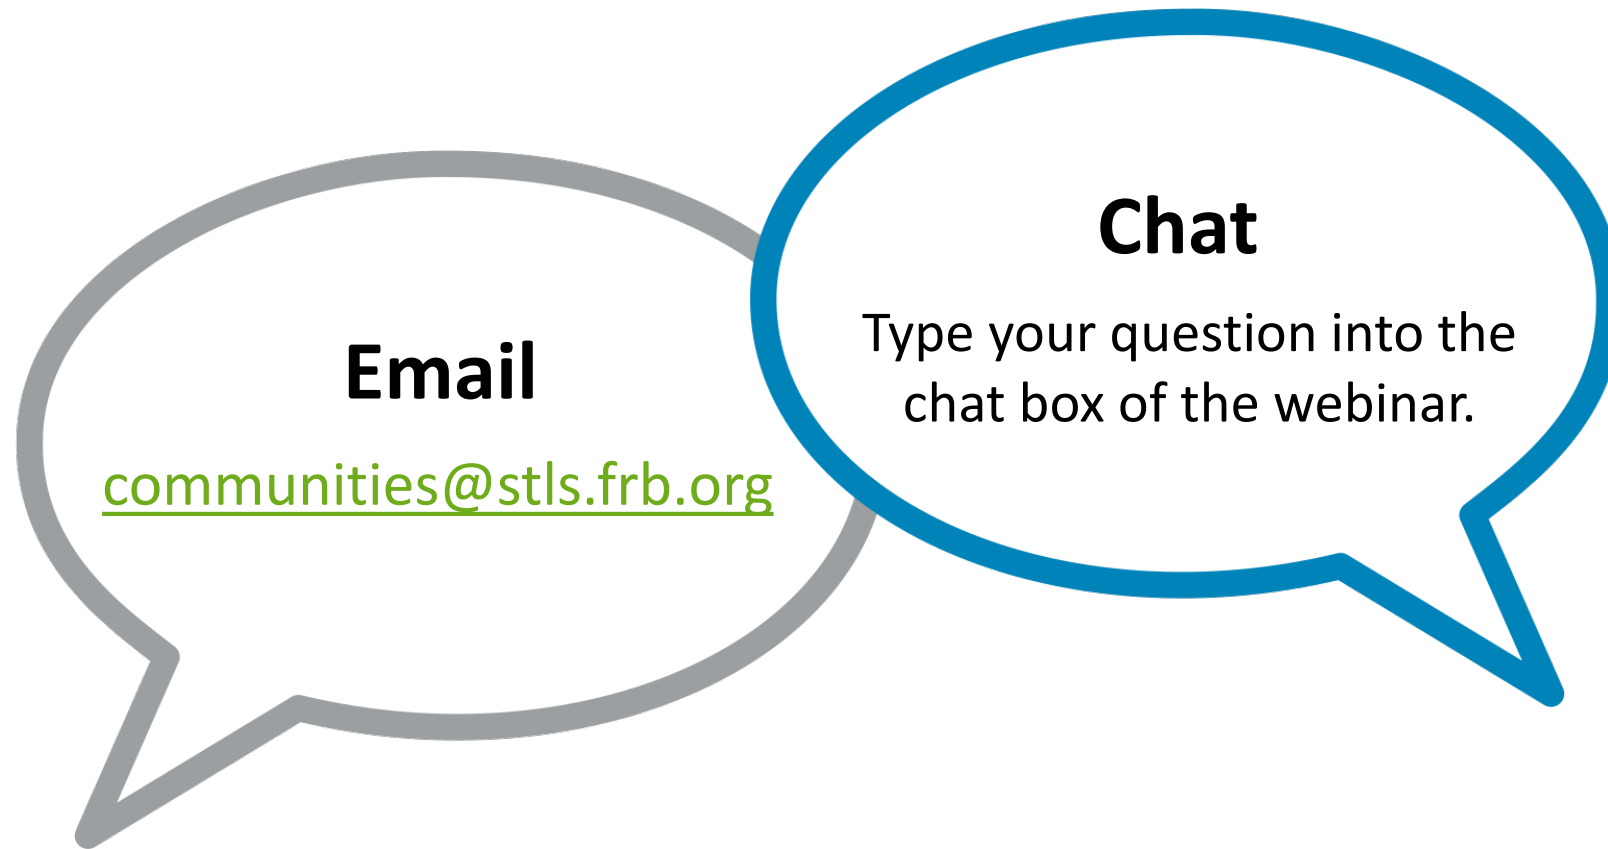 Email
communities@stls.frb.org
Chat
Type your question into the
chat box of the webinar.